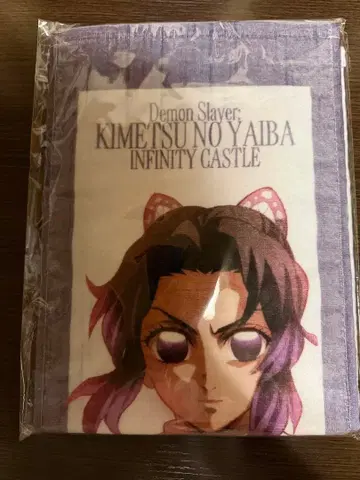 Demon Slayer:
KIMETSU NO YAIBA
INFINITY CASTLE